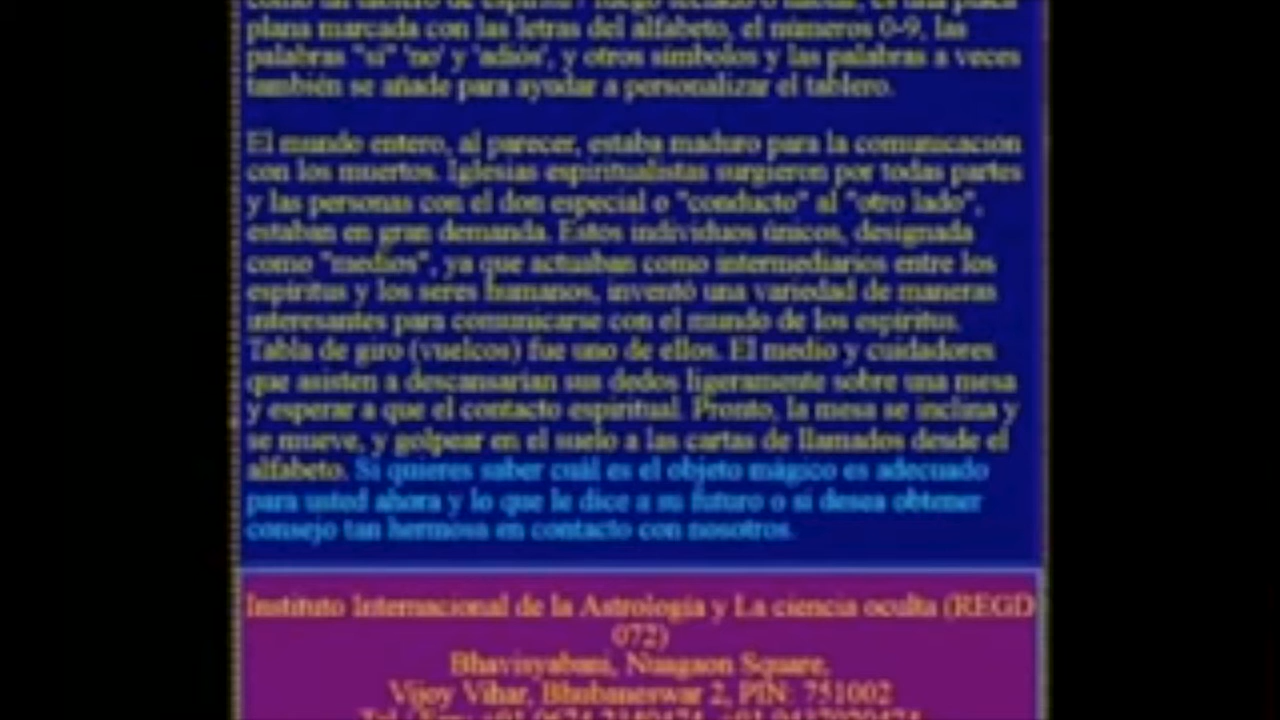 plana marcada con las letras del alfabeto, el números 0-9, las
palabras "sí" 'no' y 'adiós', y otros símbolos y las palabras a veces
también se añade para ayudar a personalizar el tablero.
El mundo entero, al parecer, estaba maduro para la comunicación
con los muertos. Iglesias espiritualistas surgieron por todas partes
y las personas con el don especial o "conducto" al "otro lado",
estaban en gran demanda. Estos individuos únicos, designada
como "medios", ya que actuaban como intermediarios entre los
espíritus y los seres humanos, inventó una variedad de maneras
interesantes para comunicarse con el mundo de los espíritus.
Tabla de giro (vuelcos) fue uno de ellos. El medio y cuidadores
que asisten a descansarían sus dedos ligeramente sobre una mesa
y esperar a que el contacto espiritual. Pronto, la mesa se inclina y
se mueve, y golpear en el suelo a las cartas de llamados desde el
alfabeto. Si quieres saber cuál es el objeto mágico es adecuado
para usted ahora y lo que le dice a su futuro o si desea obtener
consejo tan hermosa en contacto con nosotros.
Instituto Internacional de la Astrología y La ciencia oculta (REGD
072)
Bhavisyabani, Nuagaon Square,
Vijoy Vihar, Bhubaneswar 2, PIN: 751002